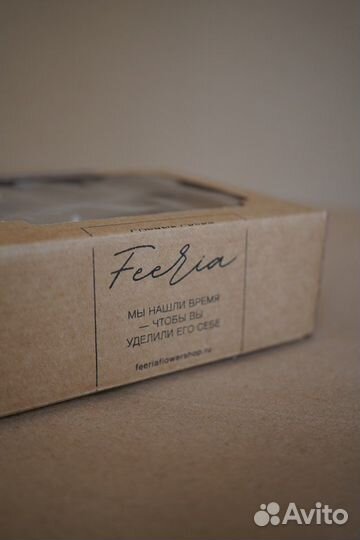 Feeria
МЫ НАШЛИ ВРЕМЯ
— ЧТОБЫ ВЫ
УДЕЛИЛИ ЕГО СЕБЕ
feeriaflowershop.ru
Avito